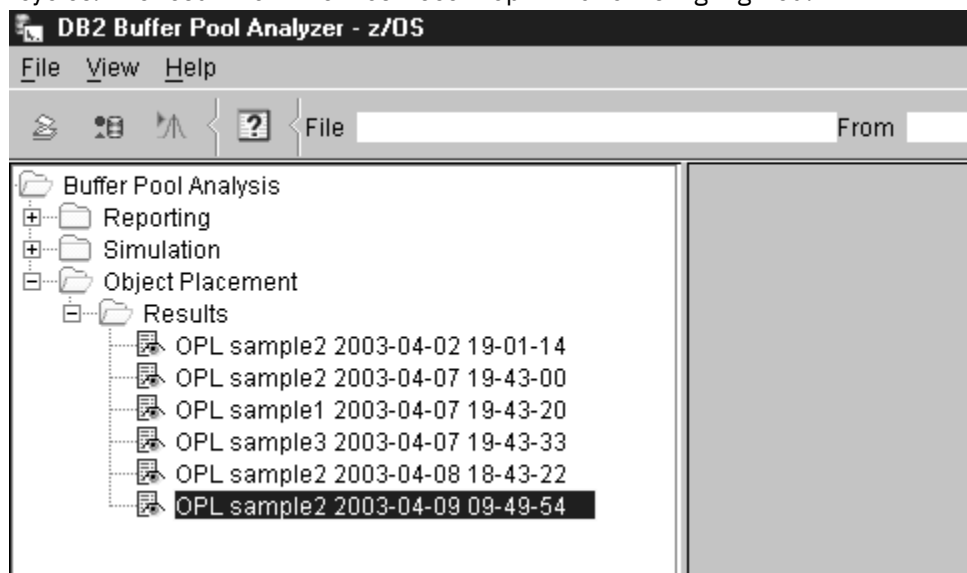 DB2 Buffer Pool Analyzer - z/OS
File View Help
? File From
Buffer Pool Analysis
Reporting
Simulation
Object Placement
Results
OPL sample2 2003-04-02 19-01-14
OPL sample2 2003-04-07 19-43-00
OPL sample1 2003-04-07 19-43-20
OPL sample3 2003-04-07 19-43-33
OPL sample2 2003-04-08 18-43-22
OPL sample2 2003-04-09 09-49-54